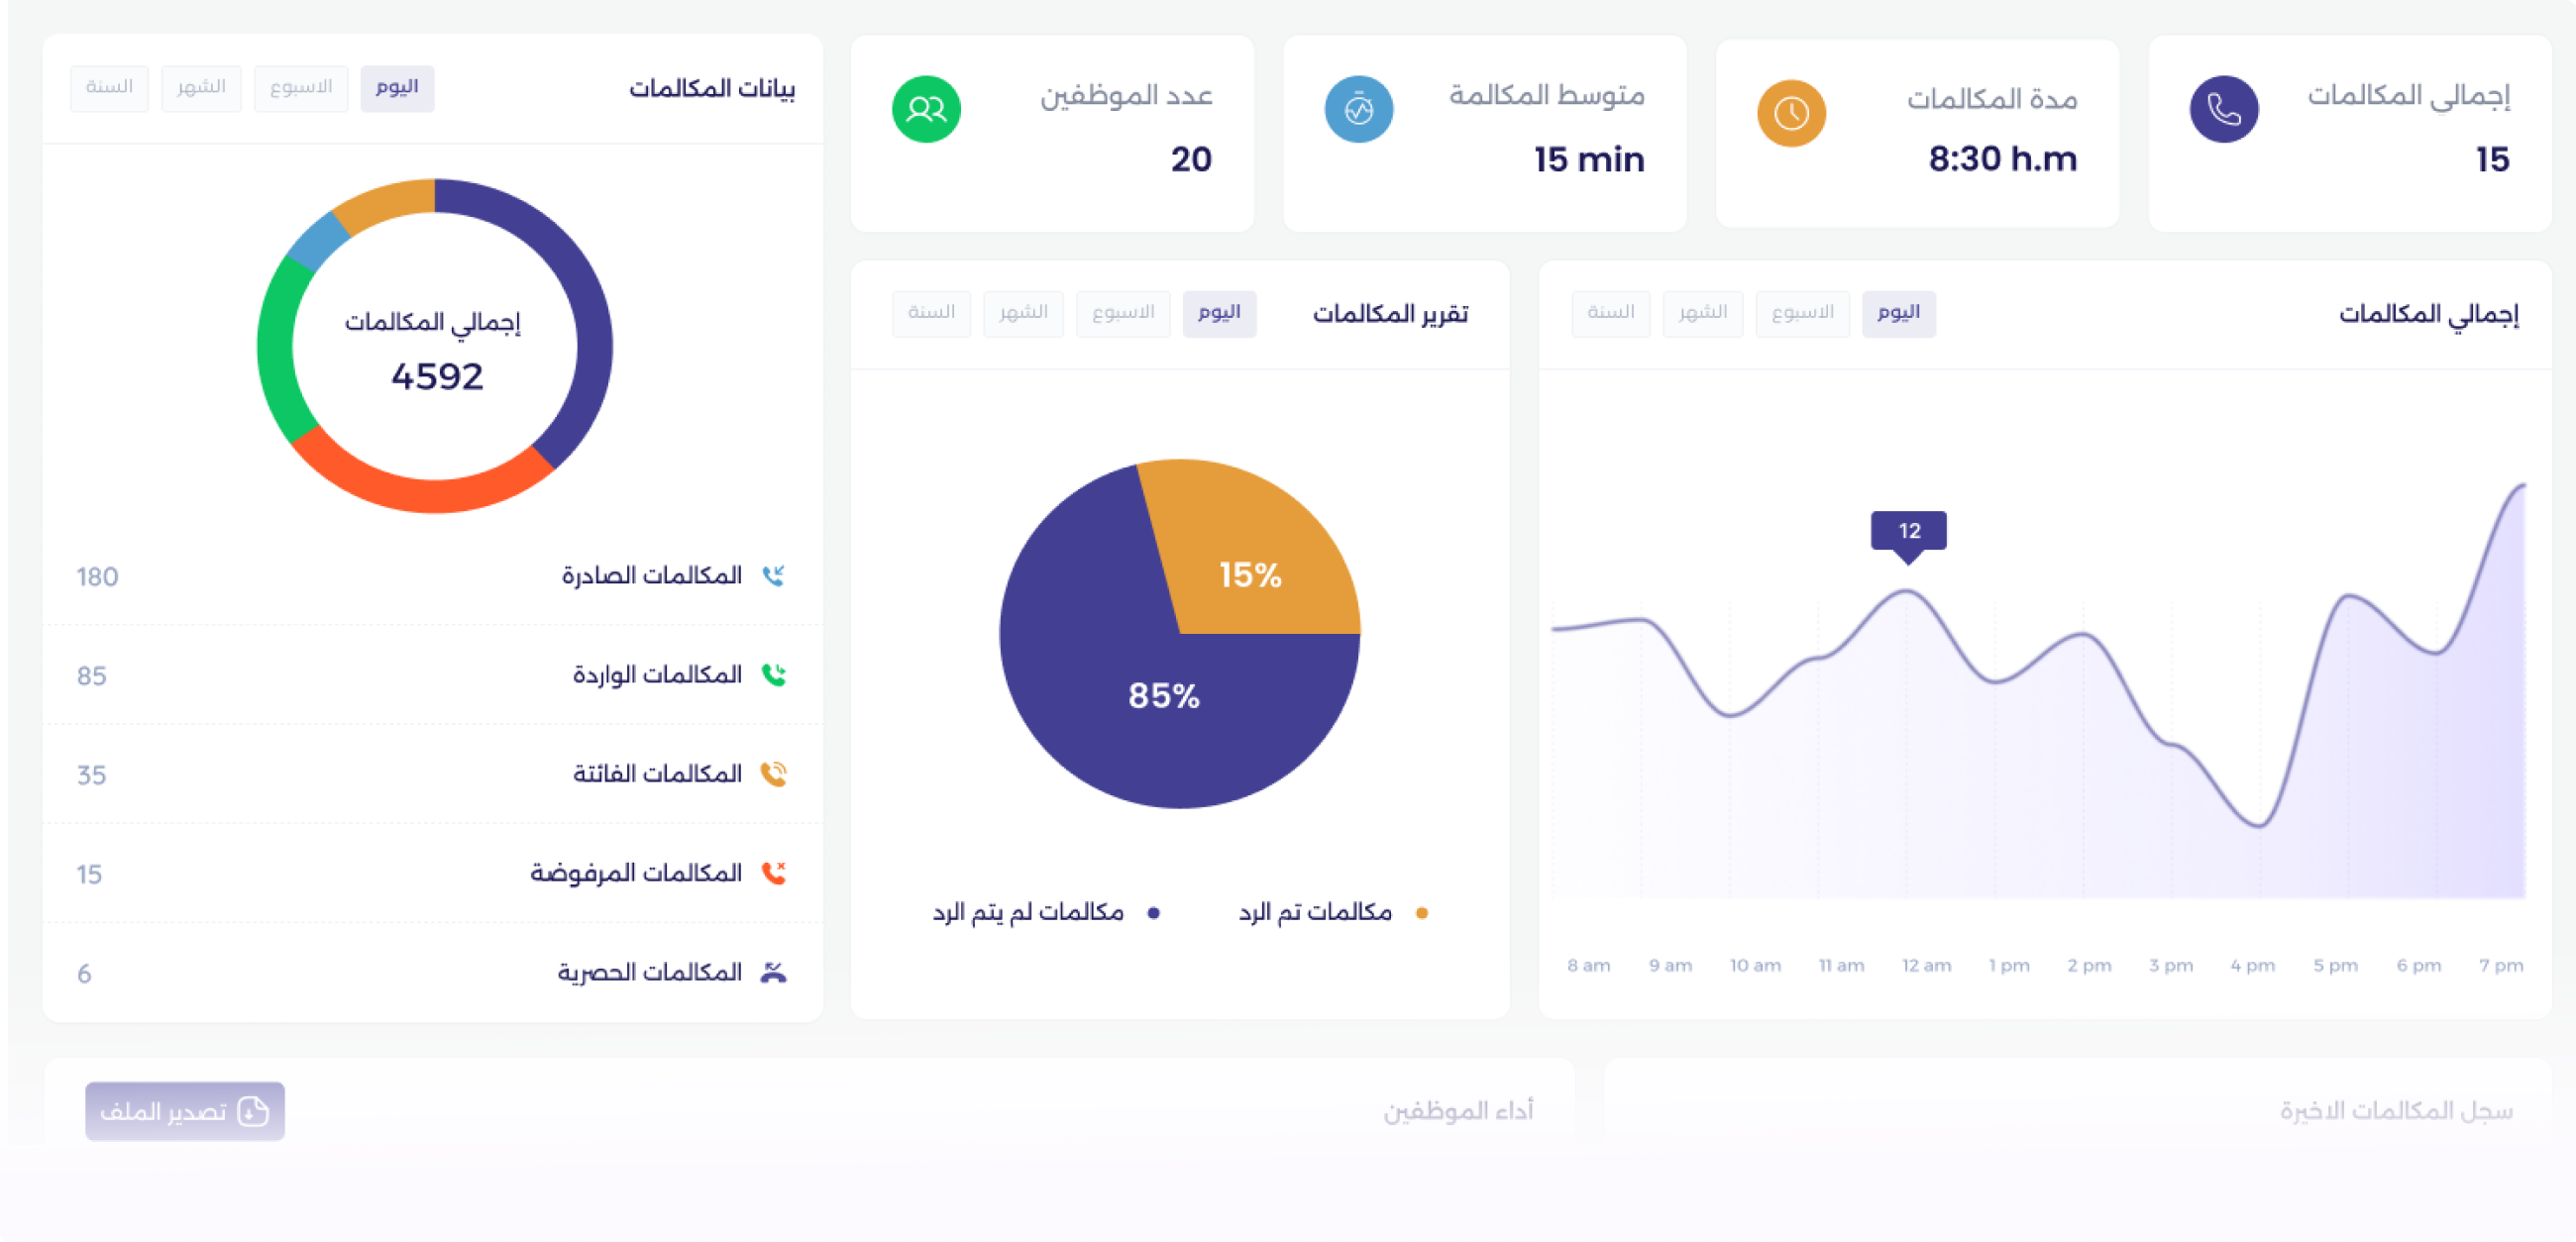 إجمالي المكالمات
15
مدة المكالمات
8:30 h.m
متوسط المكالمة
15 min
عدد الموظفين
20
بيانات المكالمات
اليوم
الاسبوع
الشهر
السنة
إجمالي المكالمات
4592
المكالمات الصادرة 180
المكالمات الواردة 85
المكالمات الفائتة 35
المكالمات المرفوضة 15
المكالمات الحصرية 6
إجمالي المكالمات
اليوم
الاسبوع
الشهر
السنة
12
8 am 9 am 10 am 11 am 12 am 1 pm 2 pm 3 pm 4 pm 5 pm 6 pm 7 pm
تقرير المكالمات
اليوم
الاسبوع
الشهر
السنة
15%
85%
مكالمات تم الرد
مكالمات لم يتم الرد
سجل المكالمات الاخيرة
أداء الموظفين
تصدير الملف